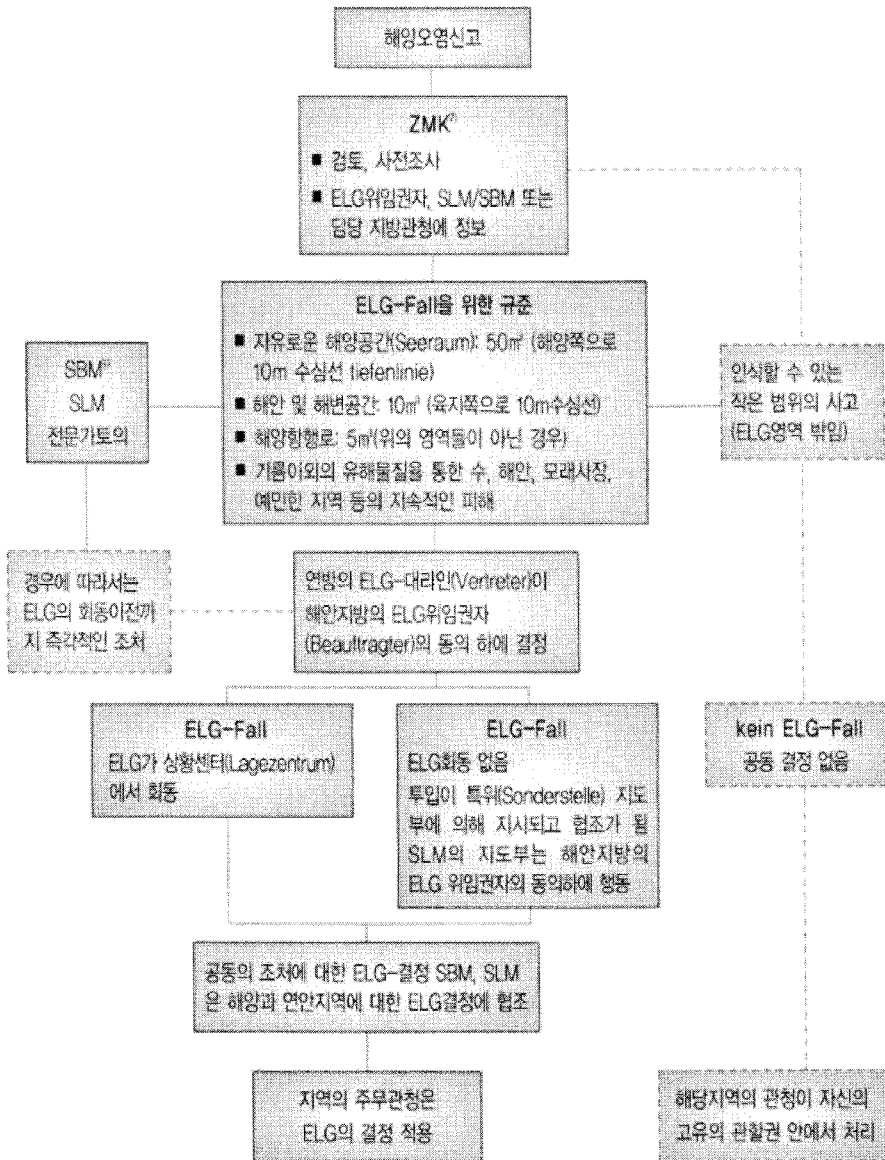 해양오염신고
ZMK⁷⁾
■ 검토, 사전조사
■ ELG위임권자, SLM/SBM 또는
담당 지방관청에 정보
ELG-Fall을 위한 규준
■ 자유로운 해양공간(Seeraum): 50㎥ (해양쪽으로
10m 수심선 tiefenlinie)
■ 해안 및 해변공간: 10㎥ (육지쪽으로 10m수심선)
■ 해양항행로: 5㎥(위의 영역들이 아닌 경우)
■ 기름이외의 유해물질을 통한 수, 해안, 모래사장,
예민한 지역 등의 지속적인 피해
SBM⁸⁾
SLM
전문가토의
인식할 수 있는
작은 범위의 사고
(ELG영역 밖임)
경우에 따라서는
ELG의 회동이전까
지 즉각적인 조처
연방의 ELG-대리인(Vertreter)이
해안지방의 ELG위임권자
(Beauftragter)의 동의 하에 결정
ELG-Fall
ELG가 상황센터(Lagezentrum)
에서 회동
ELG-Fall
ELG회동 없음
투입이 특위(Sonderstelle) 지도
부에 의해 지시되고 협조가 됨
SLM의 지도부는 해안지방의
ELG 위임권자의 동의하에 행동
kein ELG-Fall
공동 결정 없음
공동의 조처에 대한 ELG-결정 SBM, SLM
은 해양과 연안지역에 대한 ELG결정에 협조
지역의 주무관청은
ELG의 결정 적용
해당지역의 관청이 자신의
고유의 관할권 안에서 처리